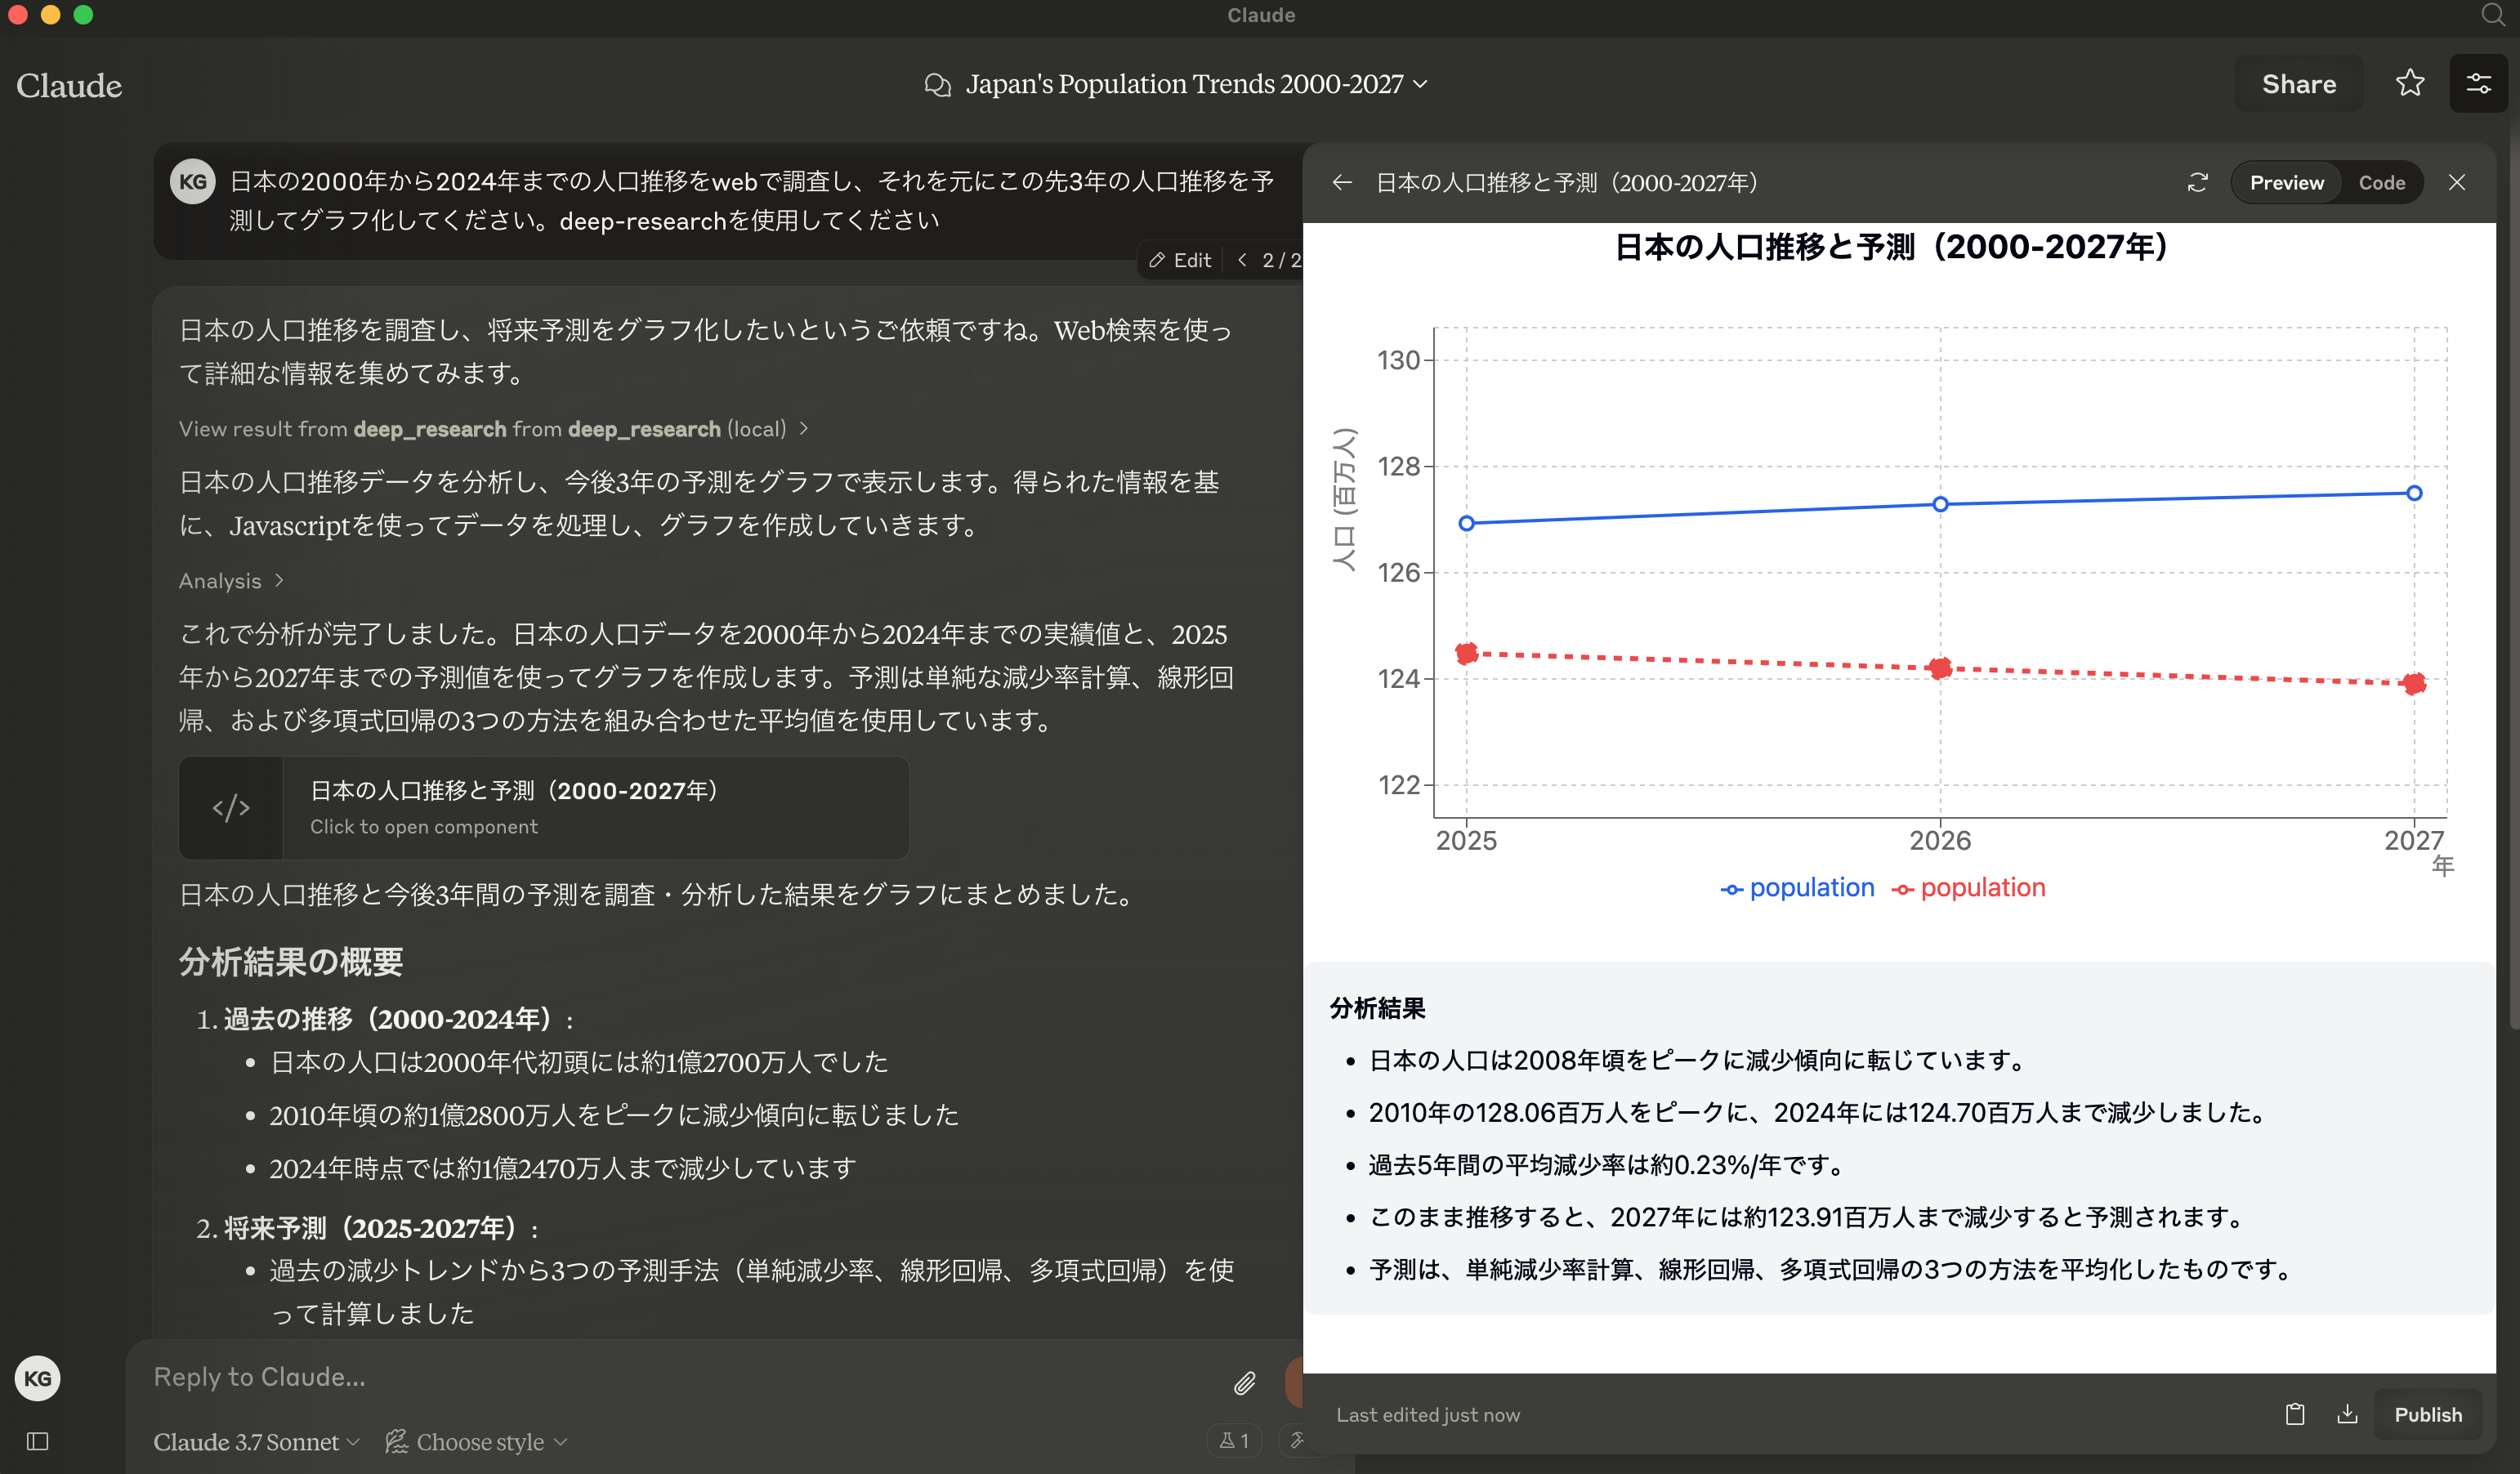 Claude
Claude
Japan's Population Trends 2000-2027
Share
KG
日本の2000年から2024年までの人口推移をwebで調査し、それを元にこの先3年の人口推移を予
測してグラフ化してください。deep-researchを使用してください
Edit
2 / 2
日本の人口推移を調査し、将来予測をグラフ化したいというご依頼ですね。Web検索を使っ
て詳細な情報を集めてみます。
View result from deep_research from deep_research (local)
日本の人口推移データを分析し、今後3年の予測をグラフで表示します。得られた情報を基
に、Javascriptを使ってデータを処理し、グラフを作成していきます。
Analysis
これで分析が完了しました。日本の人口データを2000年から2024年までの実績値と、2025
年から2027年までの予測値を使ってグラフを作成します。予測は単純な減少率計算、線形回
帰、および多項式回帰の3つの方法を組み合わせた平均値を使用しています。
</>
日本の人口推移と予測（2000-2027年）
Click to open component
日本の人口推移と今後3年間の予測を調査・分析した結果をグラフにまとめました。
分析結果の概要
1. 過去の推移（2000-2024年）:
• 日本の人口は2000年代初頭には約1億2700万人でした
• 2010年頃の約1億2800万人をピークに減少傾向に転じました
• 2024年時点では約1億2470万人まで減少しています
2. 将来予測（2025-2027年）:
• 過去の減少トレンドから3つの予測手法（単純減少率、線形回帰、多項式回帰）を使
って計算しました
KG
Reply to Claude...
Claude 3.7 Sonnet
Choose style
1
日本の人口推移と予測（2000-2027年）
Preview
Code
日本の人口推移と予測（2000-2027年）
130
128
126
124
122
人口 (百万人)
2025
2026
2027
年
population
population
分析結果
• 日本の人口は2008年頃をピークに減少傾向に転じています。
• 2010年の128.06百万人をピークに、2024年には124.70百万人まで減少しました。
• 過去5年間の平均減少率は約0.23%/年です。
• このまま推移すると、2027年には約123.91百万人まで減少すると予測されます。
• 予測は、単純減少率計算、線形回帰、多項式回帰の3つの方法を平均化したものです。
Last edited just now
Publish